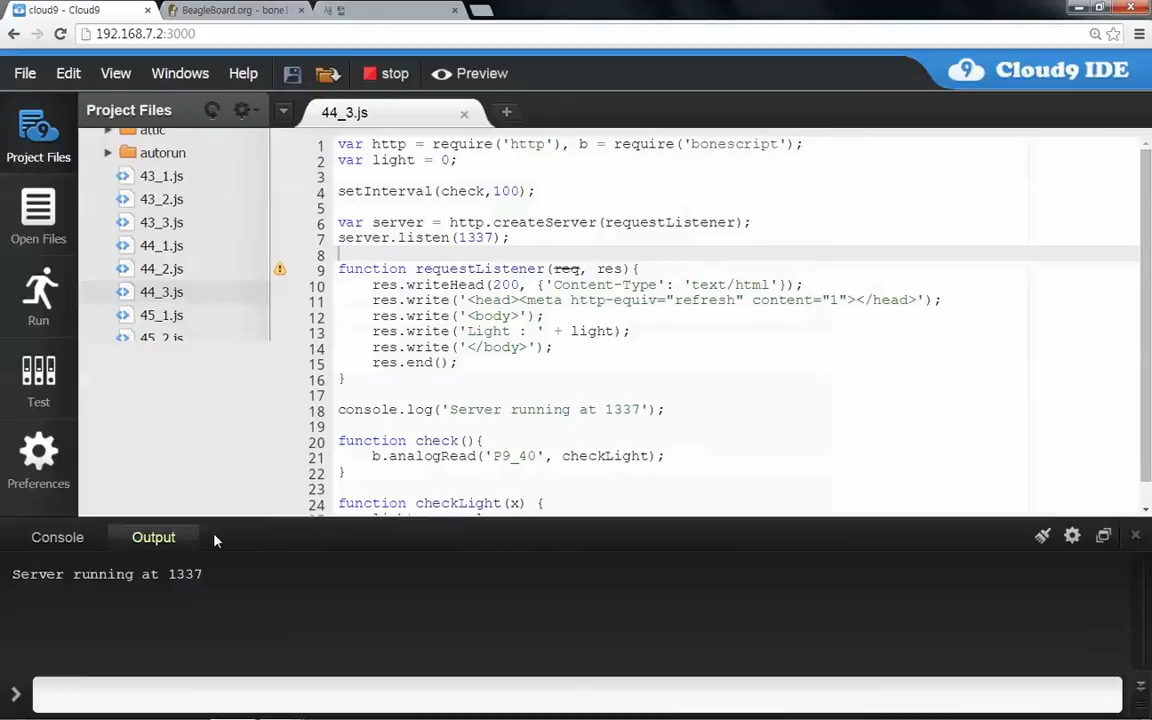 cloud9 - Cloud9
BeagleBoard.org - bone1
새 탭
192.168.7.2:3000
File Edit View Windows Help stop Preview
Cloud9 IDE
Project Files
44_3.js
Project Files
Open Files
Run
Test
Preferences
attic
autorun
43_1.js
43_2.js
43_3.js
44_1.js
44_2.js
44_3.js
45_1.js
45_2.js
1 var http = require('http'), b = require('bonescript');
2 var light = 0;
3
4 setInterval(check,100);
5
6 var server = http.createServer(requestListener);
7 server.listen(1337);
8
9 function requestListener(req, res){
10 res.writeHead(200, {'Content-Type': 'text/html'});
11 res.write('<head><meta http-equiv="refresh" content="1"></head>');
12 res.write('<body>');
13 res.write('Light : ' + light);
14 res.write('</body>');
15 res.end();
16 }
17
18 console.log('Server running at 1337');
19
20 function check(){
21 b.analogRead('P9_40', checkLight);
22 }
23
24 function checkLight(x) {
Console Output
Server running at 1337